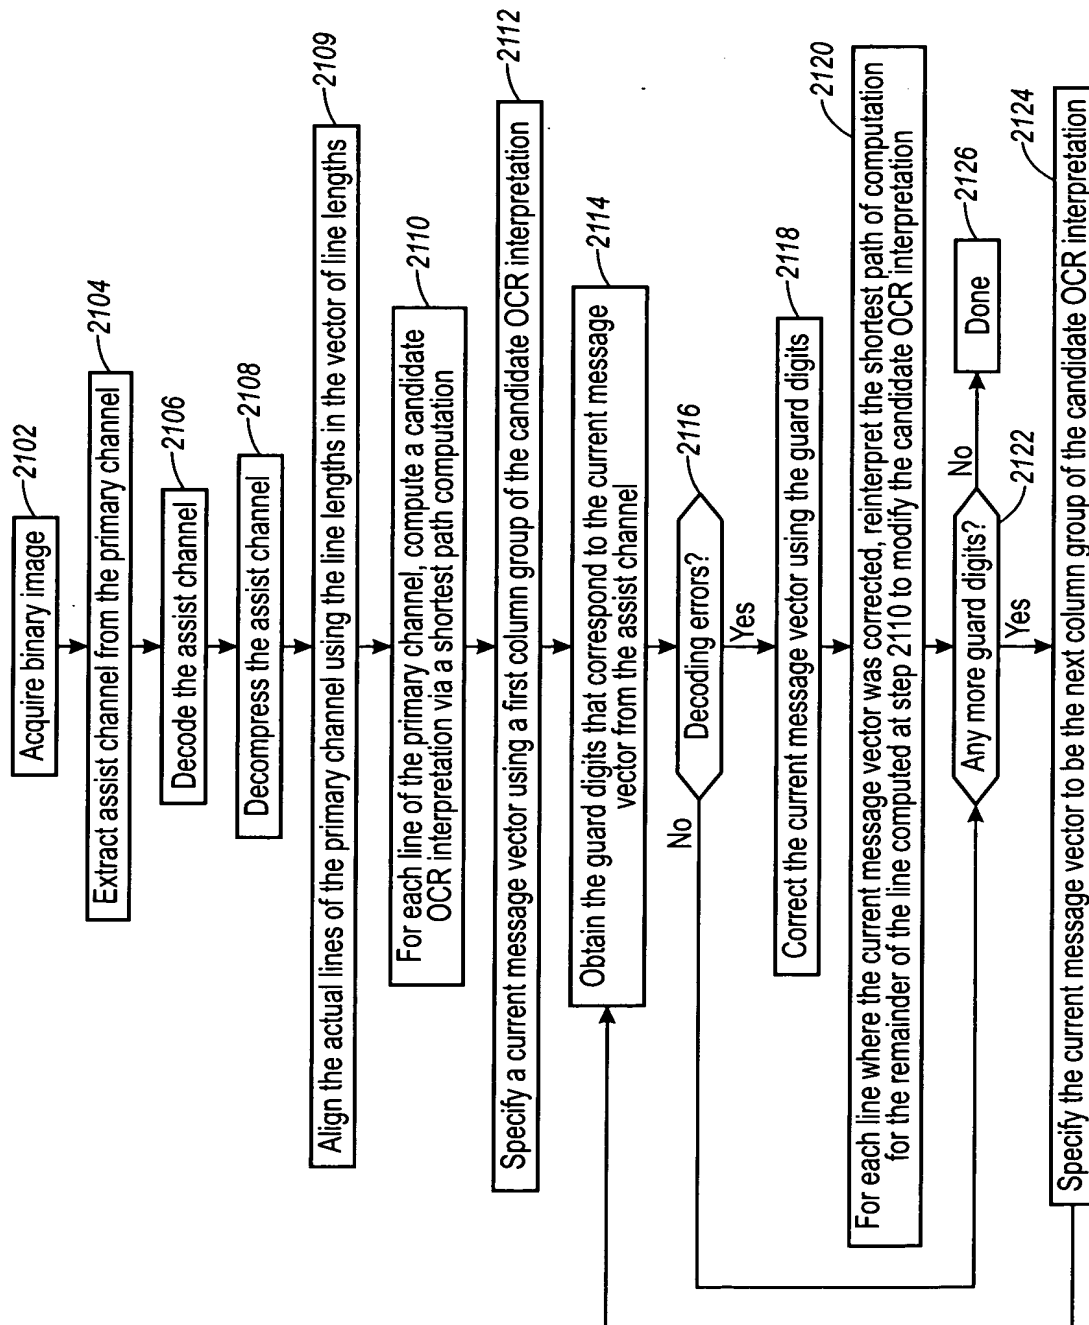 Acquire binary image
2102
Extract assist channel from the primary channel
2104
Decode the assist channel
2106
Decompress the assist channel
2108
Align the actual lines of the primary channel using the line lengths in the vector of line lengths
2109
For each line of the primary channel, compute a candidate
OCR interpretation via a shortest path computation
2110
Specify a current message vector using a first column group of the candidate OCR interpretation
2112
Obtain the guard digits that correspond to the current message
vector from the assist channel
2114
Decoding errors?
2116
No
Yes
Correct the current message vector using the guard digits
2118
For each line where the current message vector was corrected, reinterpret the shortest path of computation
for the remainder of the line computed at step 2110 to modify the candidate OCR interpretation
2120
Any more guard digits?
2122
No
Done
2126
Yes
Specify the current message vector to be the next column group of the candidate OCR interpretation
2124